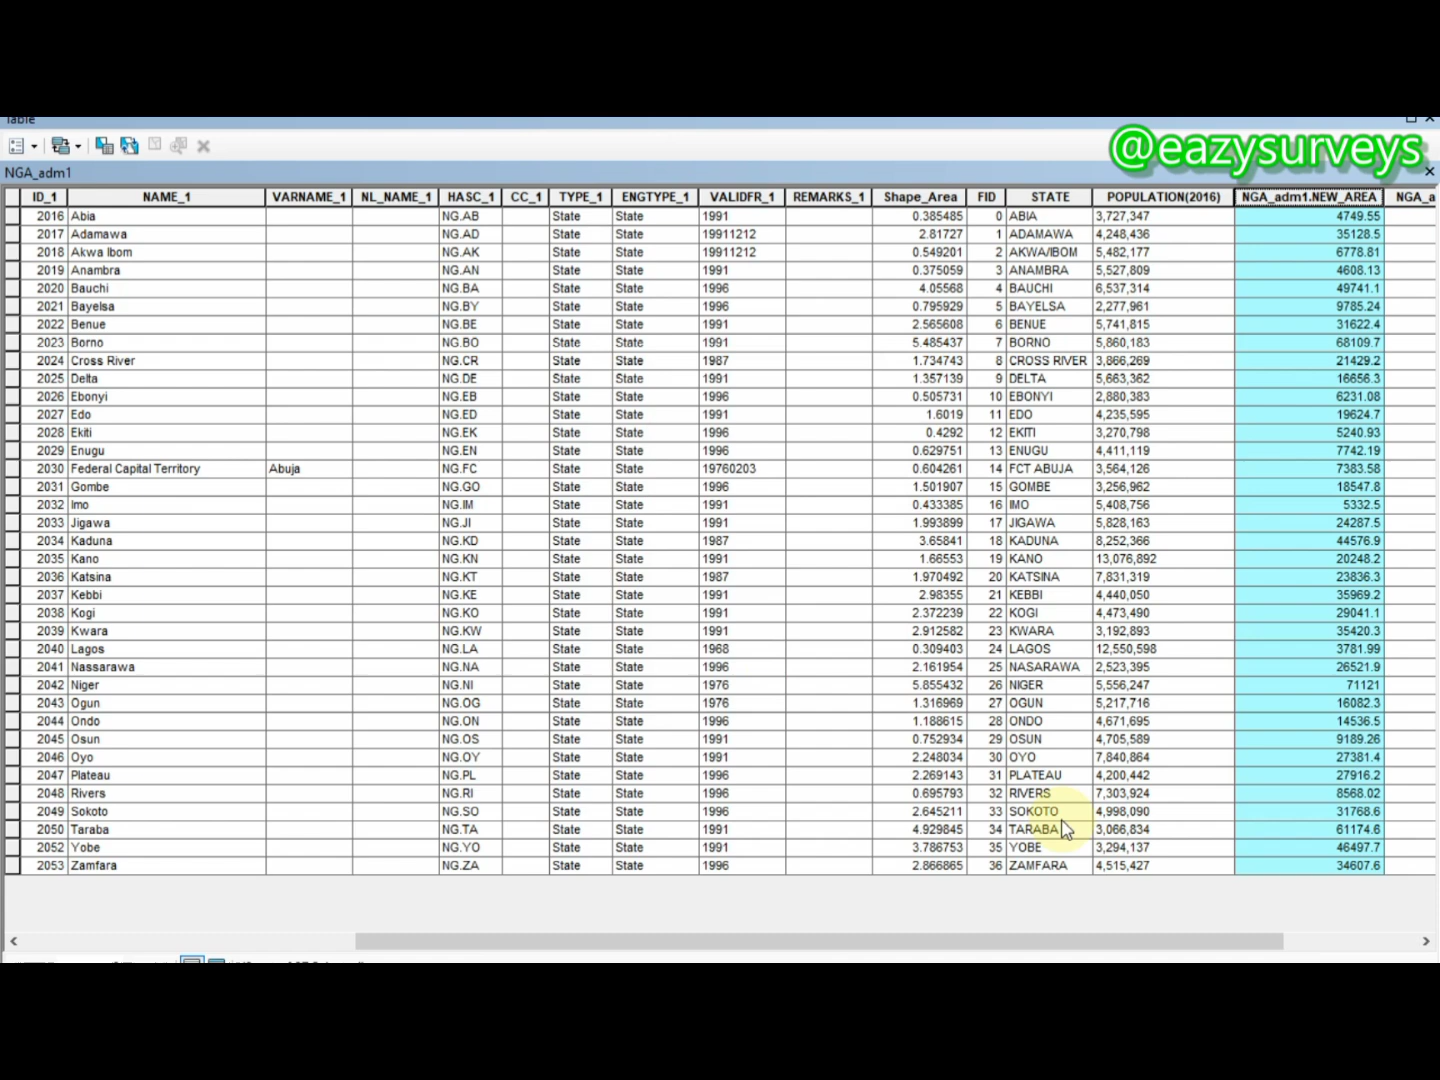 Table
@eazysurveys
NGA_adm1
ID_1 NAME_1 VARNAME_1 NL_NAME_1 HASC_1 CC_1 TYPE_1 ENGTYPE_1 VALIDFR_1 REMARKS_1 Shape_Area FID STATE POPULATION(2016) NGA_adm1.NEW_AREA NGA_a
2016 Abia NG.AB State State 1991 0.385485 0 ABIA 3,727,347 4749.55
2017 Adamawa NG.AD State State 19911212 2.81727 1 ADAMAWA 4,248,436 35128.5
2018 Akwa Ibom NG.AK State State 19911212 0.549201 2 AKWA/IBOM 5,482,177 6778.81
2019 Anambra NG.AN State State 1991 0.375059 3 ANAMBRA 5,527,809 4608.13
2020 Bauchi NG.BA State State 1996 4.05568 4 BAUCHI 6,537,314 49741.1
2021 Bayelsa NG.BY State State 1996 0.795929 5 BAYELSA 2,277,961 9785.24
2022 Benue NG.BE State State 1991 2.565608 6 BENUE 5,741,815 31622.4
2023 Borno NG.BO State State 1991 5.485437 7 BORNO 5,860,183 68109.7
2024 Cross River NG.CR State State 1987 1.734743 8 CROSS RIVER 3,866,269 21429.2
2025 Delta NG.DE State State 1991 1.357139 9 DELTA 5,663,362 16656.3
2026 Ebonyi NG.EB State State 1996 0.505731 10 EBONYI 2,880,383 6231.08
2027 Edo NG.ED State State 1991 1.6019 11 EDO 4,235,595 19624.7
2028 Ekiti NG.EK State State 1996 0.4292 12 EKITI 3,270,798 5240.93
2029 Enugu NG.EN State State 1996 0.629751 13 ENUGU 4,411,119 7742.19
2030 Federal Capital Territory Abuja NG.FC State State 19760203 0.604261 14 FCT ABUJA 3,564,126 7383.58
2031 Gombe NG.GO State State 1996 1.501907 15 GOMBE 3,256,962 18547.8
2032 Imo NG.IM State State 1991 0.433385 16 IMO 5,408,756 5332.5
2033 Jigawa NG.JI State State 1991 1.993899 17 JIGAWA 5,828,163 24287.5
2034 Kaduna NG.KD State State 1987 3.65841 18 KADUNA 8,252,366 44576.9
2035 Kano NG.KN State State 1991 1.66553 19 KANO 13,076,892 20248.2
2036 Katsina NG.KT State State 1987 1.970492 20 KATSINA 7,831,319 23836.3
2037 Kebbi NG.KE State State 1991 2.98355 21 KEBBI 4,440,050 35969.2
2038 Kogi NG.KO State State 1991 2.372239 22 KOGI 4,473,490 29041.1
2039 Kwara NG.KW State State 1991 2.912582 23 KWARA 3,192,893 35420.3
2040 Lagos NG.LA State State 1968 0.309403 24 LAGOS 12,550,598 3781.99
2041 Nassarawa NG.NA State State 1996 2.161954 25 NASARAWA 2,523,395 26521.9
2042 Niger NG.NI State State 1976 5.855432 26 NIGER 5,556,247 71121
2043 Ogun NG.OG State State 1976 1.316969 27 OGUN 5,217,716 16082.3
2044 Ondo NG.ON State State 1996 1.188615 28 ONDO 4,671,695 14536.5
2045 Osun NG.OS State State 1991 0.752934 29 OSUN 4,705,589 9189.26
2046 Oyo NG.OY State State 1991 2.248034 30 OYO 7,840,864 27381.4
2047 Plateau NG.PL State State 1996 2.269143 31 PLATEAU 4,200,442 27916.2
2048 Rivers NG.RI State State 1996 0.695793 32 RIVERS 7,303,924 8568.02
2049 Sokoto NG.SO State State 1996 2.645211 33 SOKOTO 4,998,090 31768.6
2050 Taraba NG.TA State State 1991 4.929845 34 TARABA 3,066,834 61174.6
2052 Yobe NG.YO State State 1991 3.786753 35 YOBE 3,294,137 46497.7
2053 Zamfara NG.ZA State State 1996 2.866865 36 ZAMFARA 4,515,427 34607.6